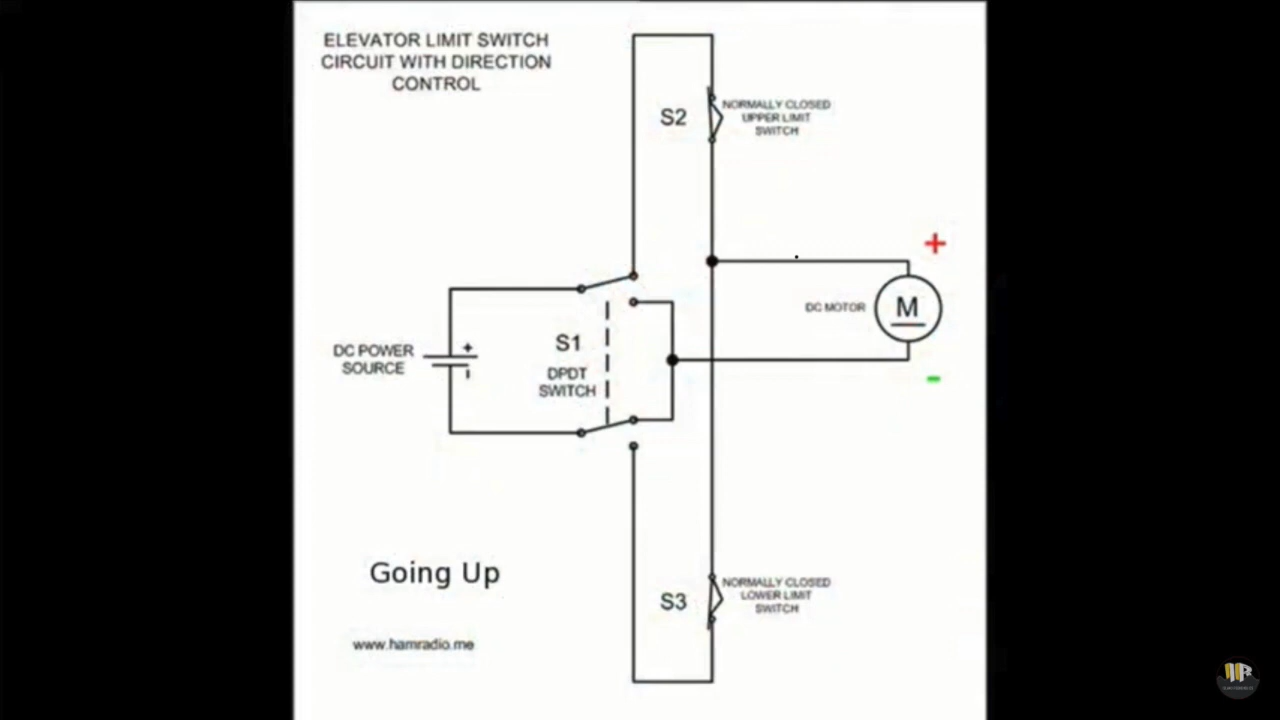 ELEVATOR LIMIT SWITCH
CIRCUIT WITH DIRECTION
CONTROL
S2
NORMALLY CLOSED
UPPER LIMIT
SWITCH
+
DC MOTOR
M
-
DC POWER
SOURCE
+
-
S1
DPDT
SWITCH
Going Up
S3
NORMALLY CLOSED
LOWER LIMIT
SWITCH
www.hamradio.me